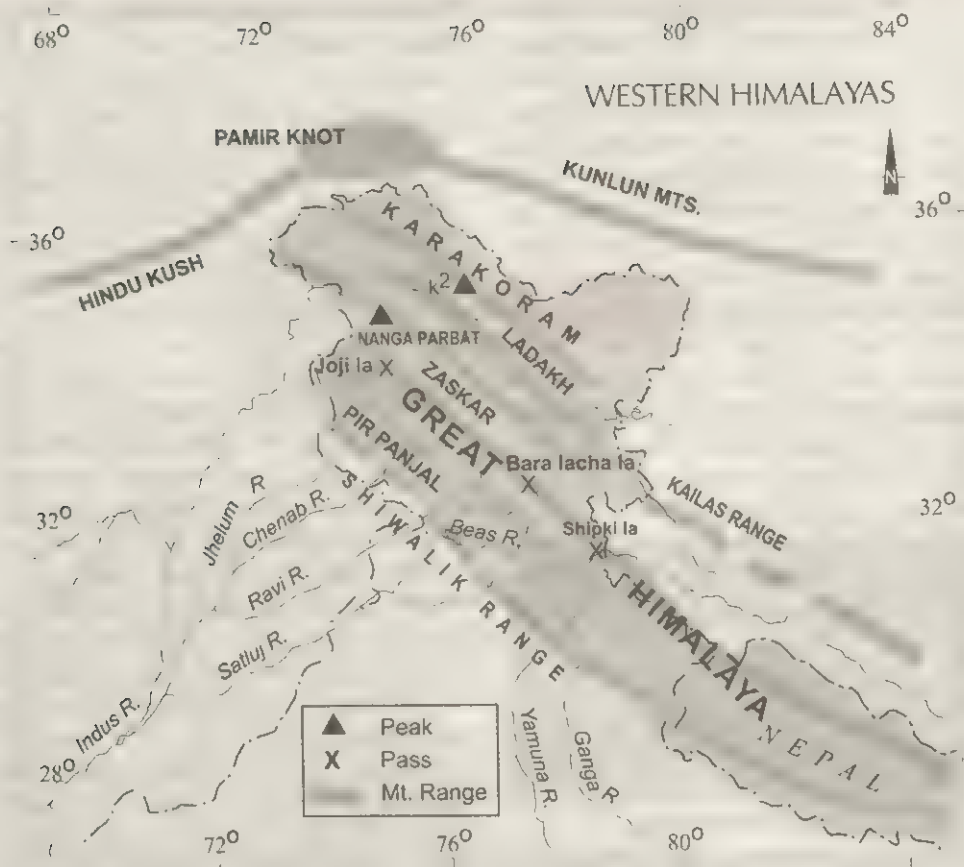 68° 72° 76° 80° 84°
WESTERN HIMALAYAS
PAMIR KNOT
KUNLUN MTS.
N
36° 36°
HINDU KUSH
KARAKORAM
K²
NANGA PARBAT
LADAKH
Joji la X
ZASKAR
GREAT
PIR PANJAL
Bara lacha la
X
KAILAS RANGE
32° 32°
Jhelum R
Chenab R.
SHIWALIK RANGE
Beas R.
Shipki la
X
Ravi R.
HIMALAYA
Satluj R.
Indus R.
NEPAL
Peak
X Pass
Mt. Range
Yamuna R.
Ganga R
28°
72° 76° 80°